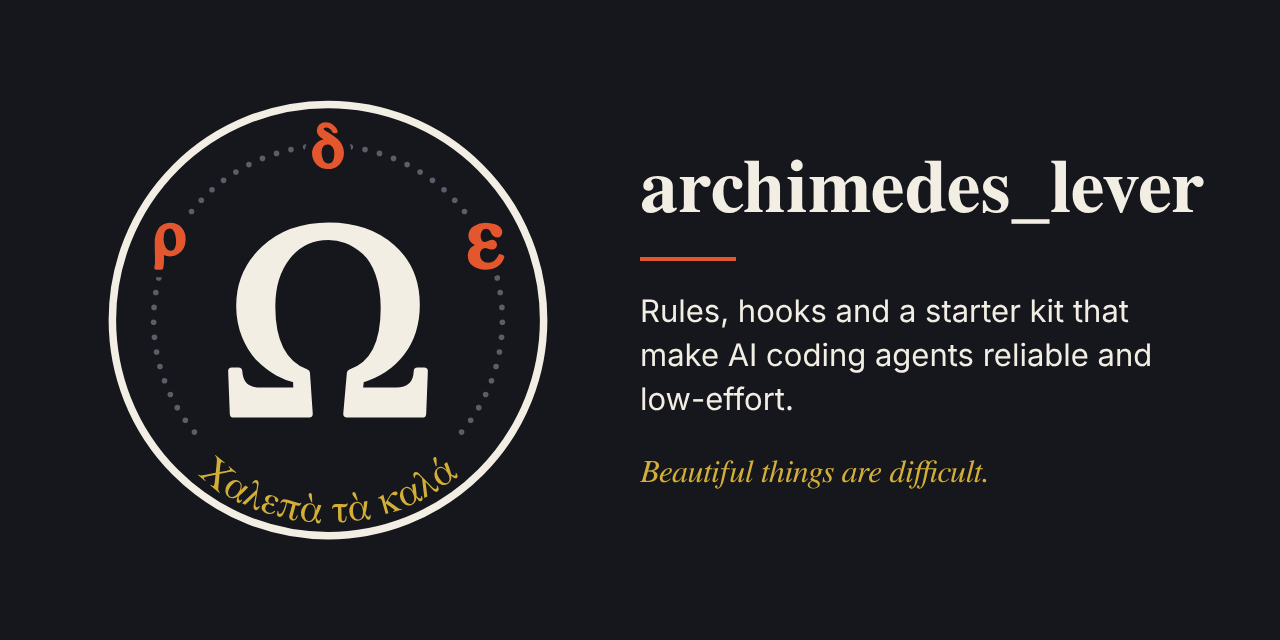 δ
ρ
ε
Ω
Χαλεπὰ τὰ καλά
archimedes_lever
Rules, hooks and a starter kit that
make AI coding agents reliable and
low-effort.
Beautiful things are difficult.